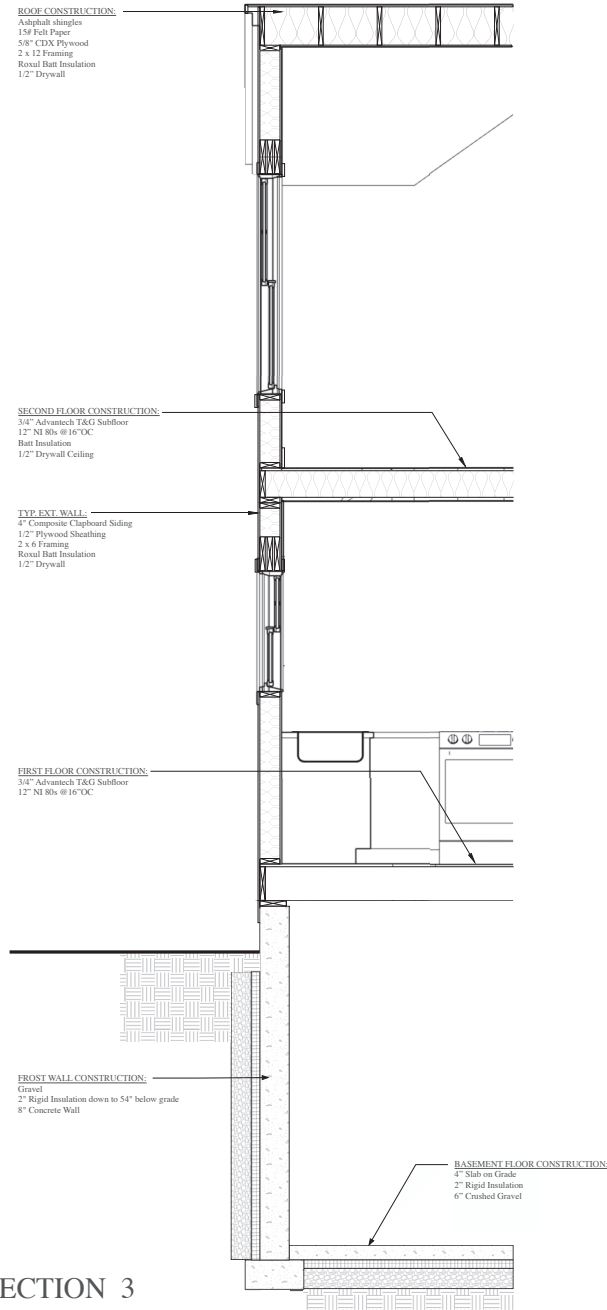 ROOF CONSTRUCTION:
Ashphalt shingles
15# Felt Paper
5/8" CDX Plywood
2 x 12 Framing
Roxul Batt Insulation
1/2" Drywall
SECOND FLOOR CONSTRUCTION:
3/4" Advantech T&G Subfloor
12" NI 80s @16"OC
Batt Insulation
1/2" Drywall Ceiling
TYP. EXT. WALL:
4" Composite Clapboard Siding
1/2" Plywood Sheathing
2 x 6 Framing
Roxul Batt Insulation
1/2" Drywall
FIRST FLOOR CONSTRUCTION:
3/4" Advantech T&G Subfloor
12" NI 80s @16"OC
FROST WALL CONSTRUCTION:
Gravel
2" Rigid Insulation down to 54" below grade
8" Concrete Wall
BASEMENT FLOOR CONSTRUCTION:
4" Slab on Grade
2" Rigid Insulation
6" Crushed Gravel
ECTION 3